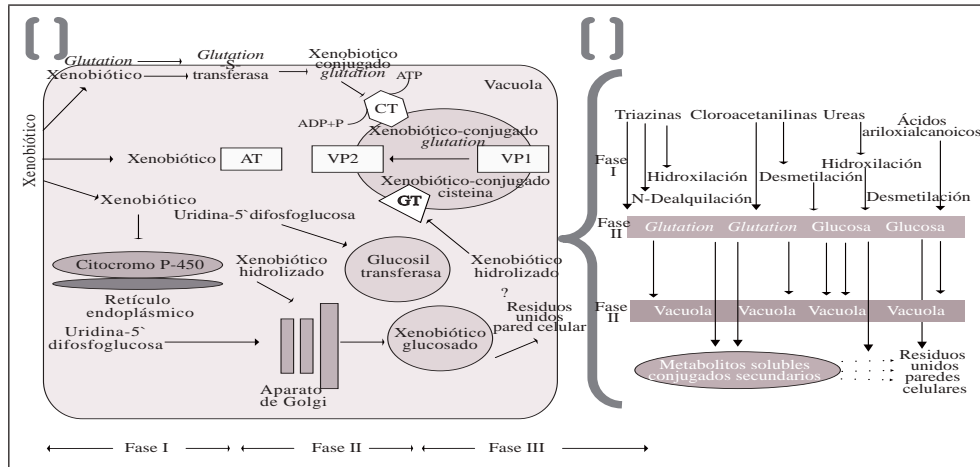 Glutation
Glutation
-S-
transferasa
Xenobiótico
Xenobiótico
conjugado
glutation
ATP
Vacuola
CT
ADP+P
Xenobiótico
Xenobiótico-conjugado
glutation
Xenobiótico
AT
VP2
VP1
Xenobiótico-conjugado
cisteina
GT
Xenobiótico
Uridina-5`difosfoglucosa
Citocromo P-450
Retículo
endoplásmico
Xenobiótico
hidrolizado
Glucosil
transferasa
Xenobiótico
hidrolizado
?
Residuos
unidos
pared celular
Uridina-5`
difosfoglucosa
Xenobiótico
glucosado
Aparato
de Golgi
Fase I
Fase II
Fase III
Triazinas
Cloroacetanilinas
Ureas
Ácidos
ariloxialcanoicos
Fase
I
Hidroxilación
Hidroxilación
Desmetilación
N-Dealquilación
Desmetilación
Fase
II
Glutation
Glutation
Glucosa
Glucosa
Fase
II
Vacuola
Vacuola
Vacuola
Vacuola
Metabolitos solubles
conjugados secundarios
Residuos
unidos
paredes
celulares